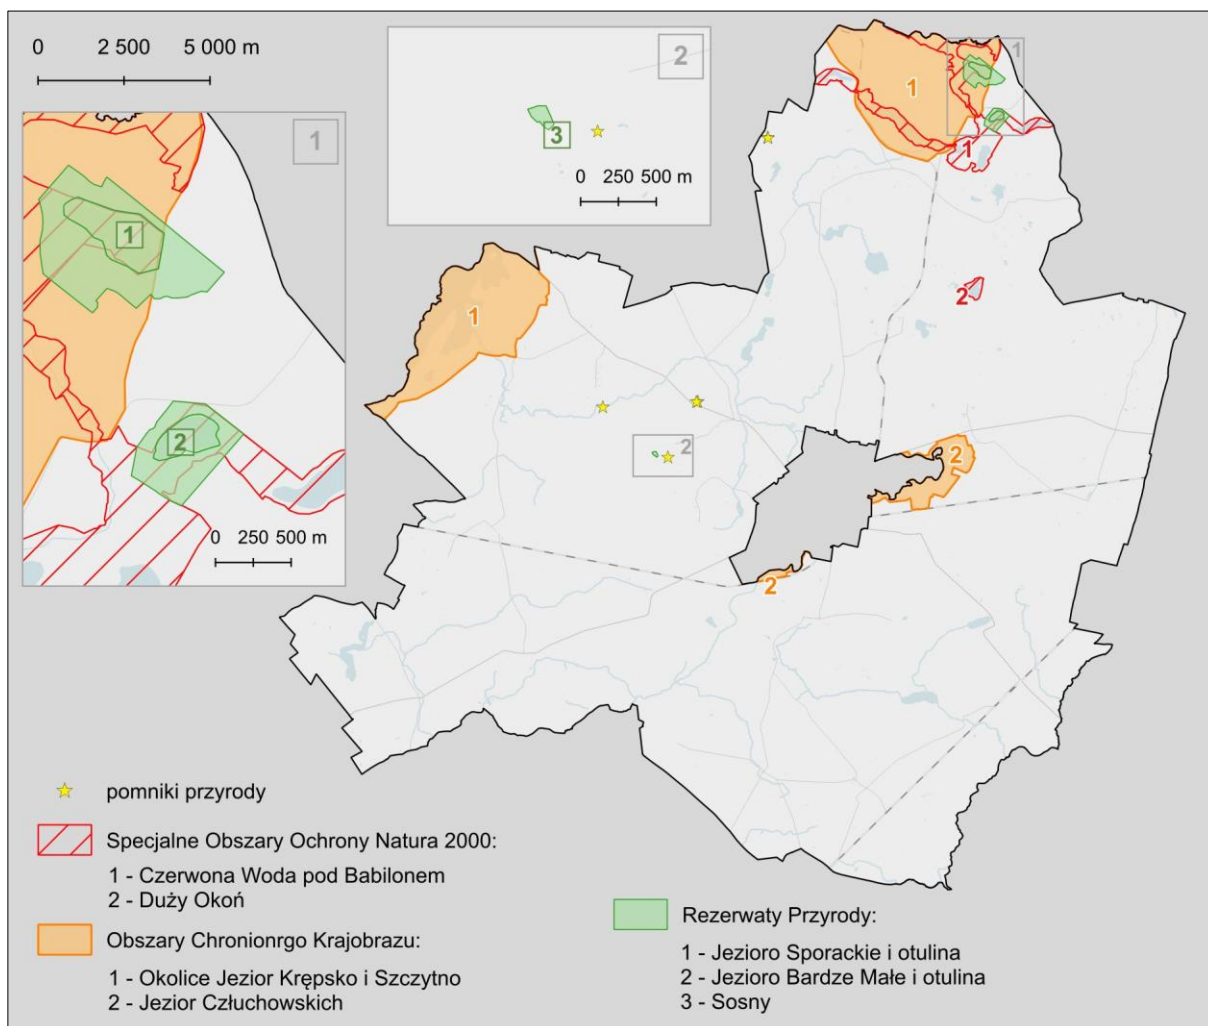 0 2 500 5 000 m
1
1
2
0 250 500 m
2
3
0 250 500 m
1
1
1
2
1
2
2
2
pomniki przyrody
Specjalne Obszary Ochrony Natura 2000:
1 - Czerwona Woda pod Babilonem
2 - Duży Okoń
Obszary Chronionrgo Krajobrazu:
1 - Okolice Jezior Krępsko i Szczytno
2 - Jezior Człuchowskich
Rezerwaty Przyrody:
1 - Jezioro Sporackie i otulina
2 - Jezioro Bardze Małe i otulina
3 - Sosny